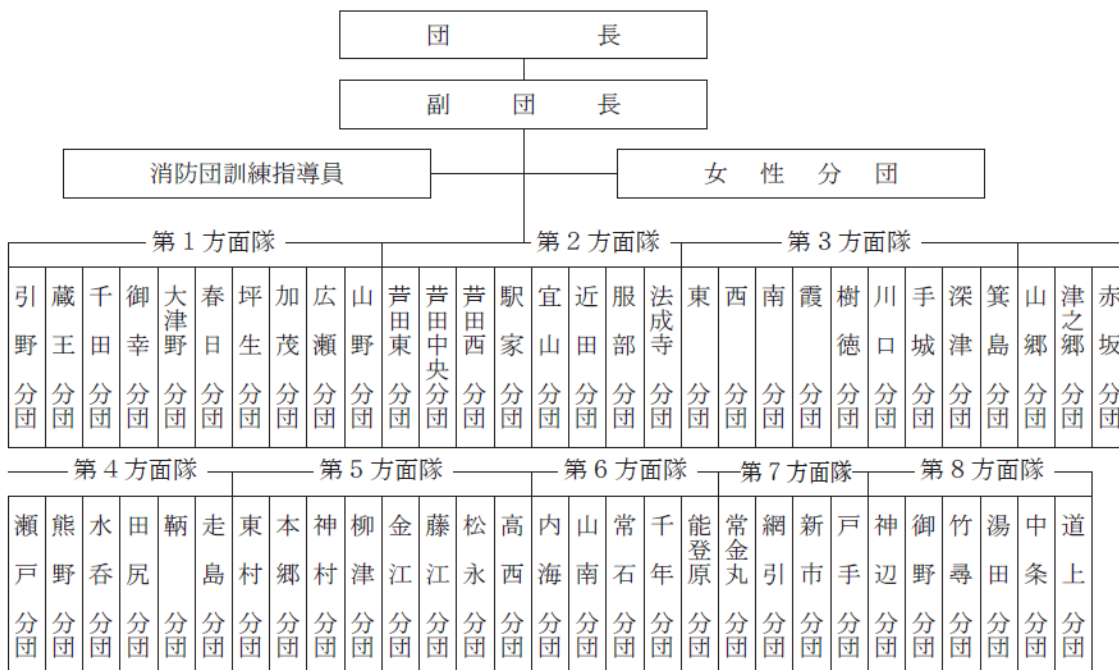 団長
副団長
消防団訓練指導員
女性分団
第1方面隊
第2方面隊
第3方面隊
引野分団
蔵王分団
千田分団
御幸分団
大津野分団
春日分団
坪生分団
加茂分団
広瀬分団
山野分団
芦田東分団
芦田中央分団
芦田西分団
駅家分団
宜山分団
近田分団
服部分団
法成寺分団
東分団
西分団
南分団
霞分団
樹徳分団
川口分団
手城分団
深津分団
箕島分団
山郷分団
津之郷分団
赤坂分団
第4方面隊
第5方面隊
第6方面隊
第7方面隊
第8方面隊
瀬戸分団
熊野分団
水呑分団
田尻分団
鞆分団
走島分団
東村分団
本郷分団
神村分団
柳津分団
金江分団
藤江分団
松永分団
高西分団
内海分団
山南分団
常石分団
千年分団
能登原分団
常金丸分団
網引分団
新市分団
戸手分団
神辺分団
御野分団
竹尋分団
湯田分団
中条分団
道上分団